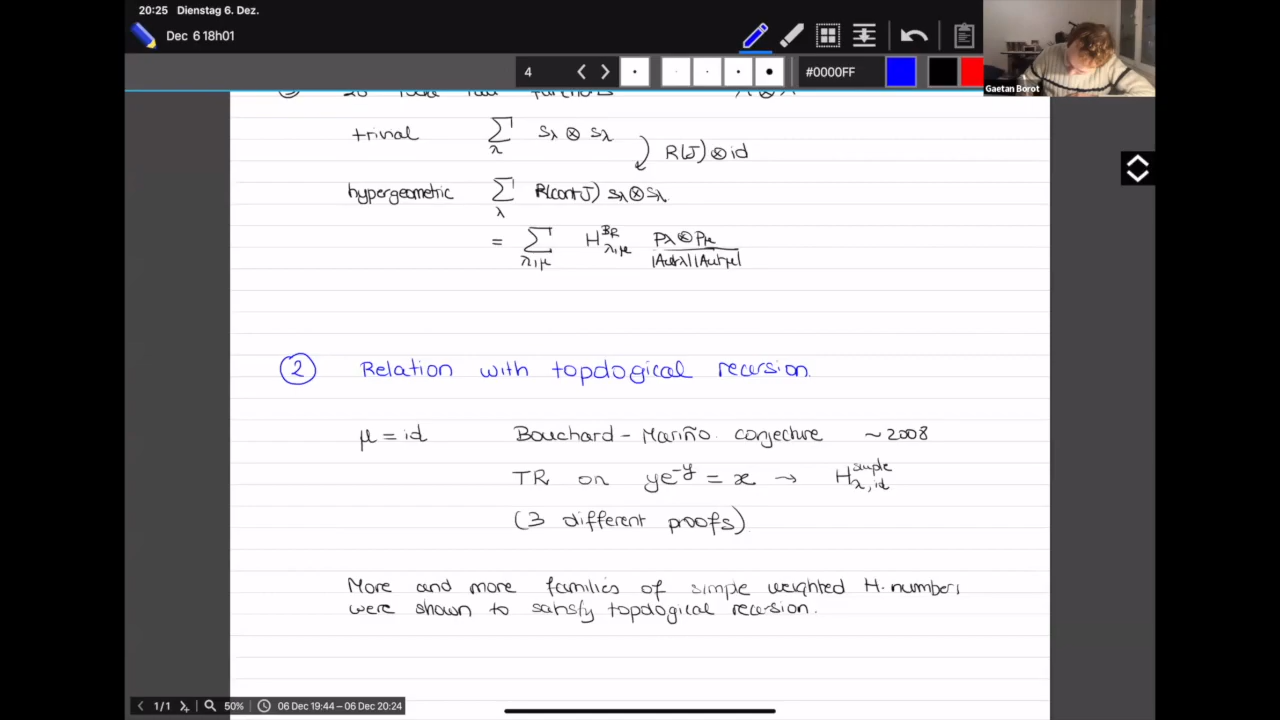 20:25 Dienstag 6. Dez.
Dec 6 18h01
4
#0000FF
Gaetan Borot
trivial ∑_λ s_λ ⊗ s_λ
R(J) ⊗ id
hypergeometric ∑_λ R(cont J) s_λ ⊗ s_λ
= ∑_{λ,μ} H^{BR}_{λ,μ} P_λ ⊗ P_μ / |Aut λ| |Aut μ|
2 Relation with topological recersion.
μ = id Bouchard - Mariño conjecture ~ 2008
TR on ye^{-y} = x → H^{simple}_{λ, id}
(3 different proofs)
More and more families of simple weighted H. numbers
were shown to satisfy topological recersion.
1/1 50% 06 Dec 19:44 – 06 Dec 20:24